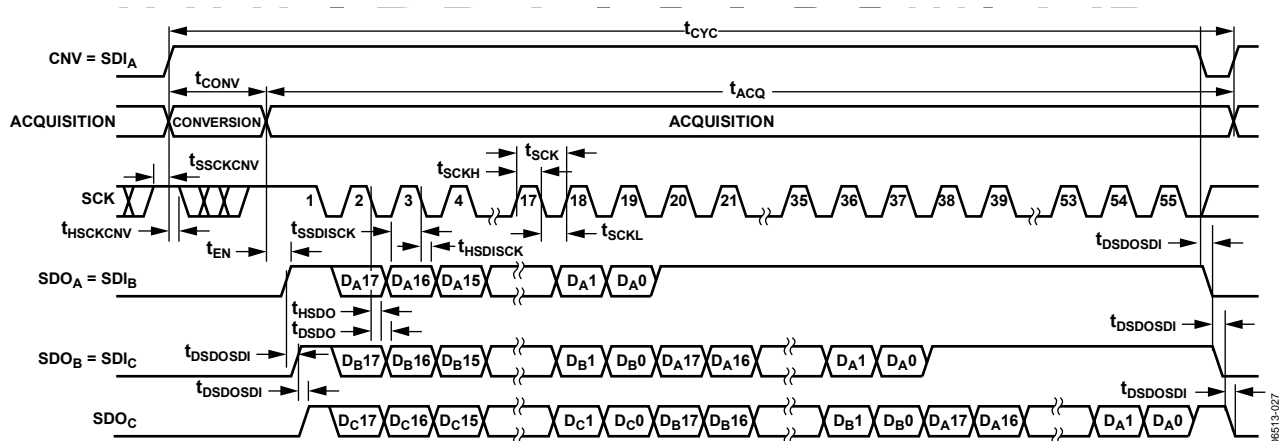 tCYC
CNV = SDIA
tCONV
tACQ
ACQUISITION CONVERSION ACQUISITION
tSSCKCNV
tSCK
tSCKH
SCK 1 2 3 4 17 18 19 20 21 35 36 37 38 39 53 54 55
tHSCKCNV
tSSDISCK
tHSDISCK
tSCKL
tEN
tDSDOSDI
SDOA = SDIB DA17 DA16 DA15 DA1 DA0
tHSDO
tDSDO
tDSDOSDI
tDSDOSDI
SDOB = SDIC DB17 DB16 DB15 DB1 DB0 DA17 DA16 DA1 DA0
tDSDOSDI
tDSDOSDI
SDOC DC17 DC16 DC15 DC1 DC0 DB17 DB16 DB1 DB0 DA17 DA16 DA1 DA0
06513-027